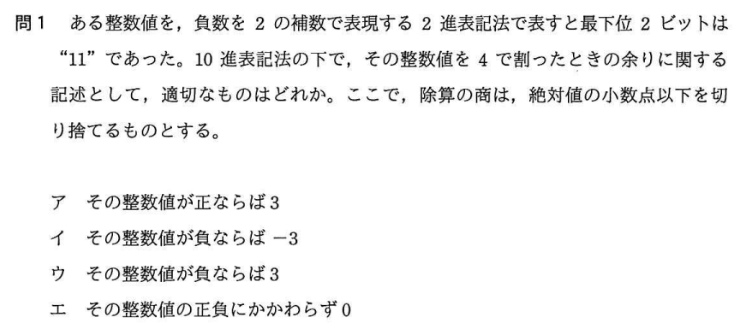 問1　ある整数値を，負数を 2 の補数で表現する 2 進表記法で表すと最下位 2 ビットは
“11”であった。10 進表記法の下で，その整数値を 4 で割ったときの余りに関する
記述として，適切なものはどれか。ここで，除算の商は，絶対値の小数点以下を切
り捨てるものとする。
ア　その整数値が正ならば 3
イ　その整数値が負ならば －3
ウ　その整数値が負ならば 3
エ　その整数値の正負にかかわらず 0